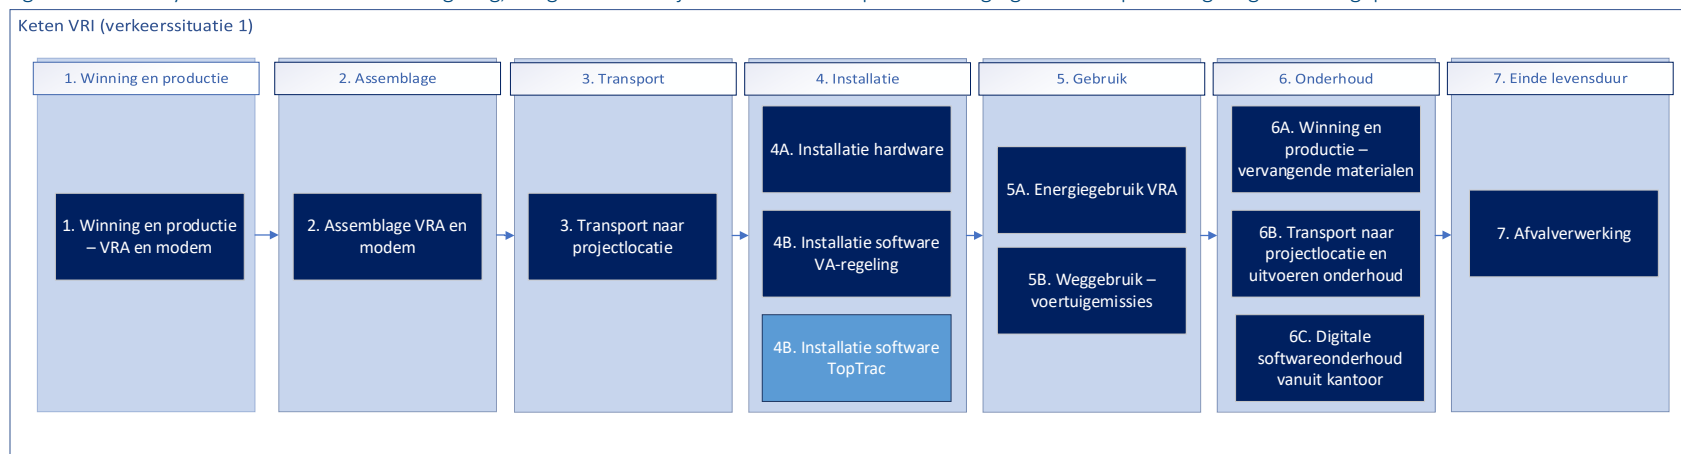 Keten VRI (verkeerssituatie 1)
1. Winning en productie
2. Assemblage
3. Transport
4. Installatie
5. Gebruik
6. Onderhoud
7. Einde levensduur
1. Winning en productie
– VRA en modem
2. Assemblage VRA en
modem
3. Transport naar
projectlocatie
4A. Installatie hardware
4B. Installatie software
VA-regeling
4B. Installatie software
TopTrac
5A. Energiegebruik VRA
5B. Weggebruik –
voertuigemissies
6A. Winning en
productie –
vervangende materialen
6B. Transport naar
projectlocatie en
uitvoeren onderhoud
6C. Digitale
softwareonderhoud
vanuit kantoor
7. Afvalverwerking